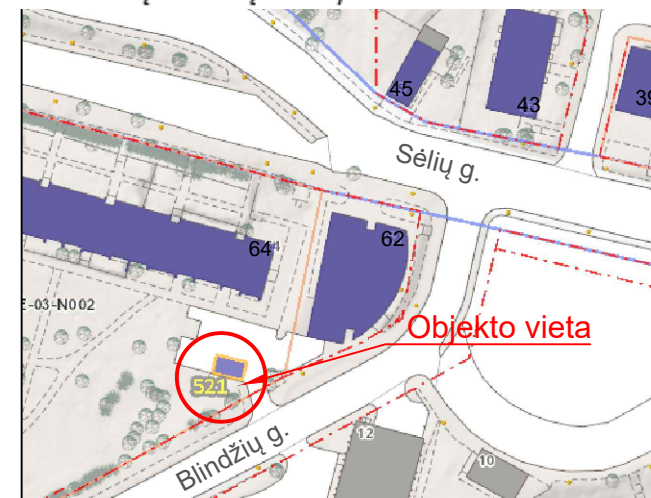 45
43
39
Sėlių g.
64
62
E-03-N002
Objekto vieta
521
Blindžių g.
12
10